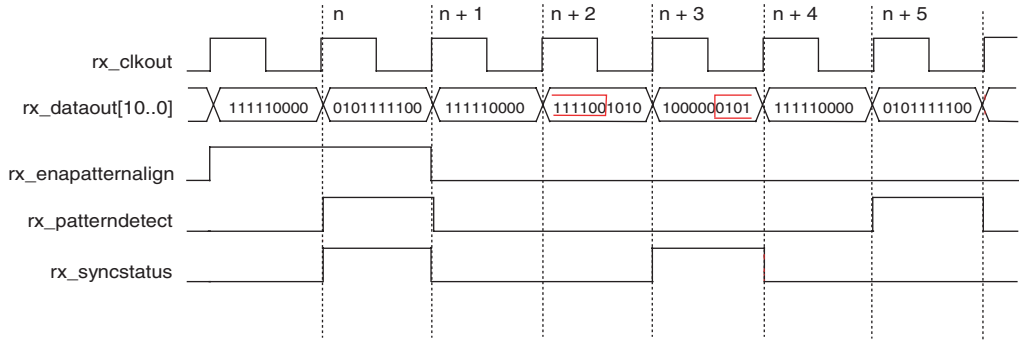 n n + 1 n + 2 n + 3 n + 4 n + 5
rx_clkout
rx_dataout[10..0] 111110000 0101111100 111110000 1111001010 1000000101 111110000 0101111100
rx_enapatternalign
rx_patterndetect
rx_syncstatus